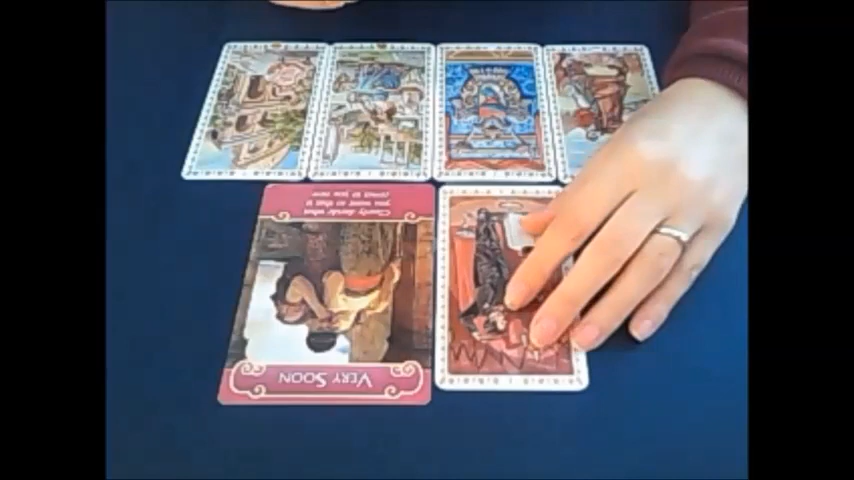 VERY SOON
Clearly decide what
you want so that it
comes to you now